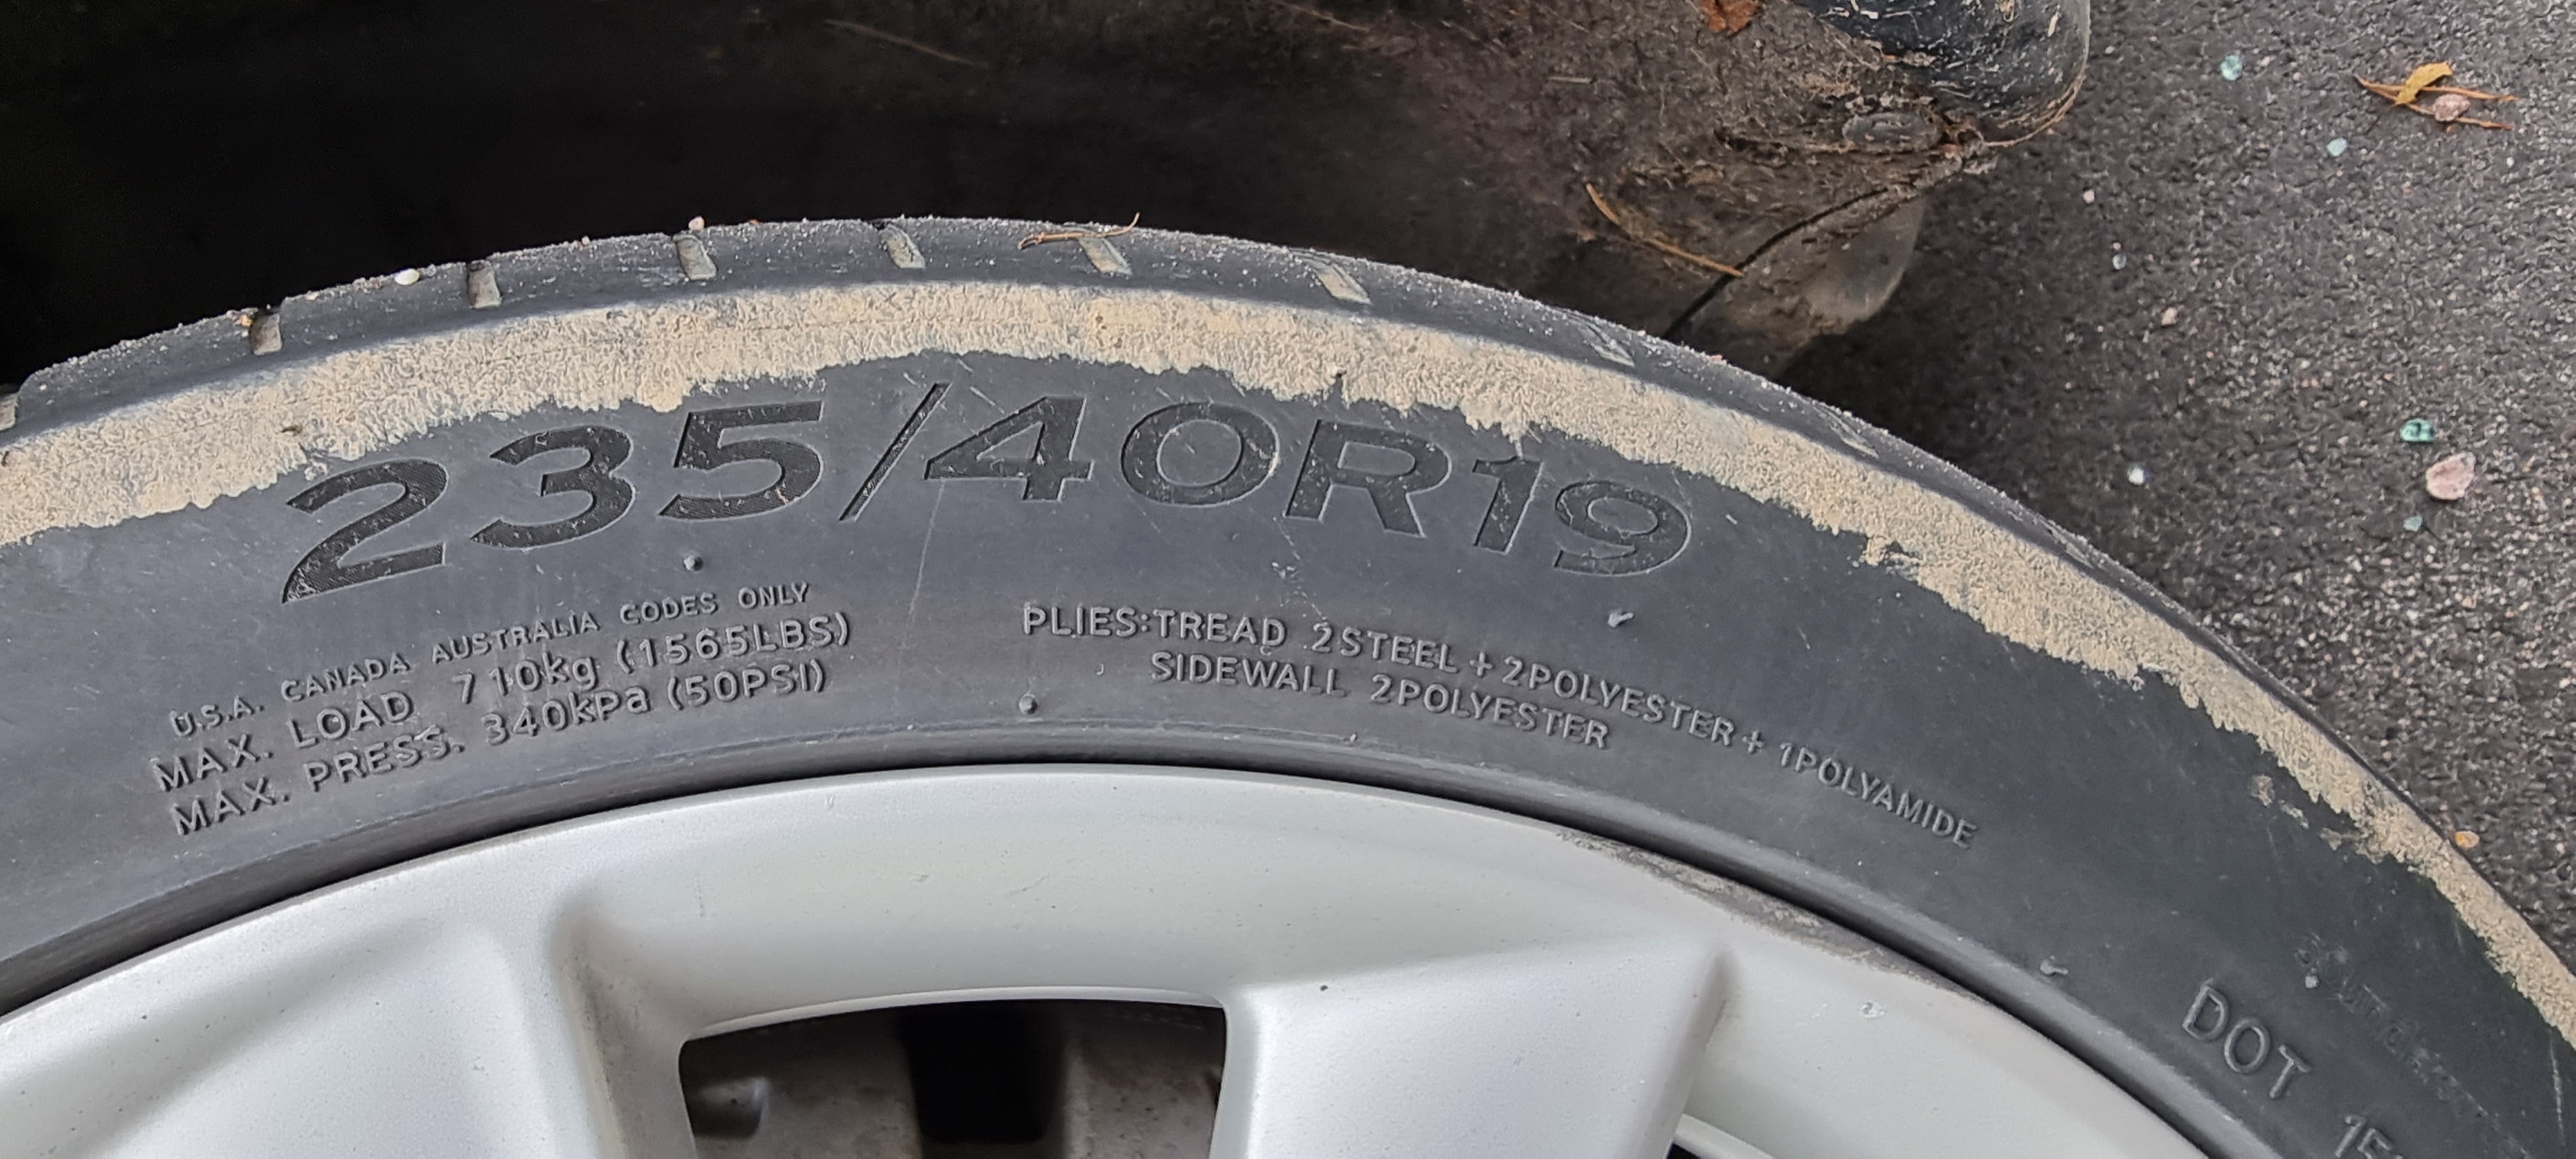 235/40R19
U.S.A. CANADA AUSTRALIA CODES ONLY
MAX. LOAD 710kg (1565LBS)
MAX. PRESS. 340kPa (50PSI)
PLIES:TREAD 2STEEL+2POLYESTER+1POLYAMIDE
SIDEWALL 2POLYESTER
DOT